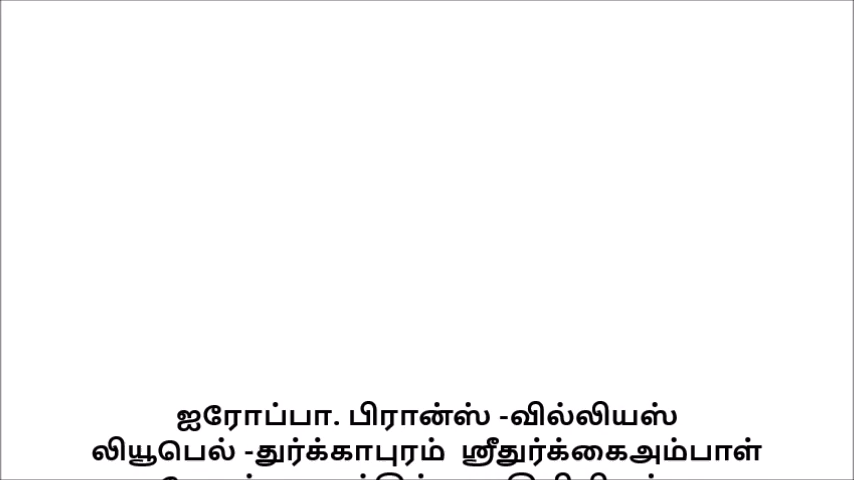 ஐரோப்பா. பிரான்ஸ் -வில்லியஸ்
லியூபெல் -துர்க்காபுரம் ஸ்ரீதுர்க்கைஅம்பாள்